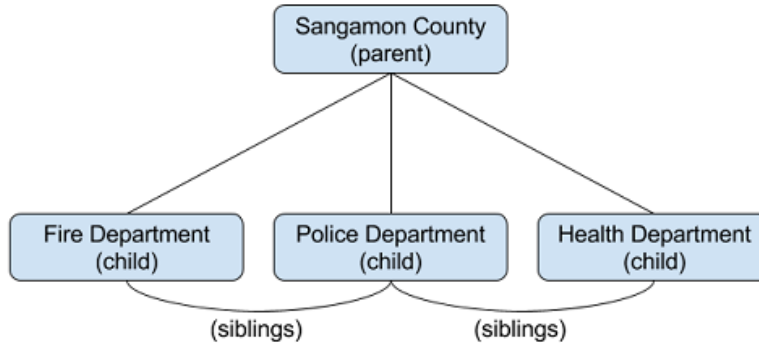 Sangamon County
(parent)
Fire Department
(child)
Police Department
(child)
Health Department
(child)
(siblings)
(siblings)